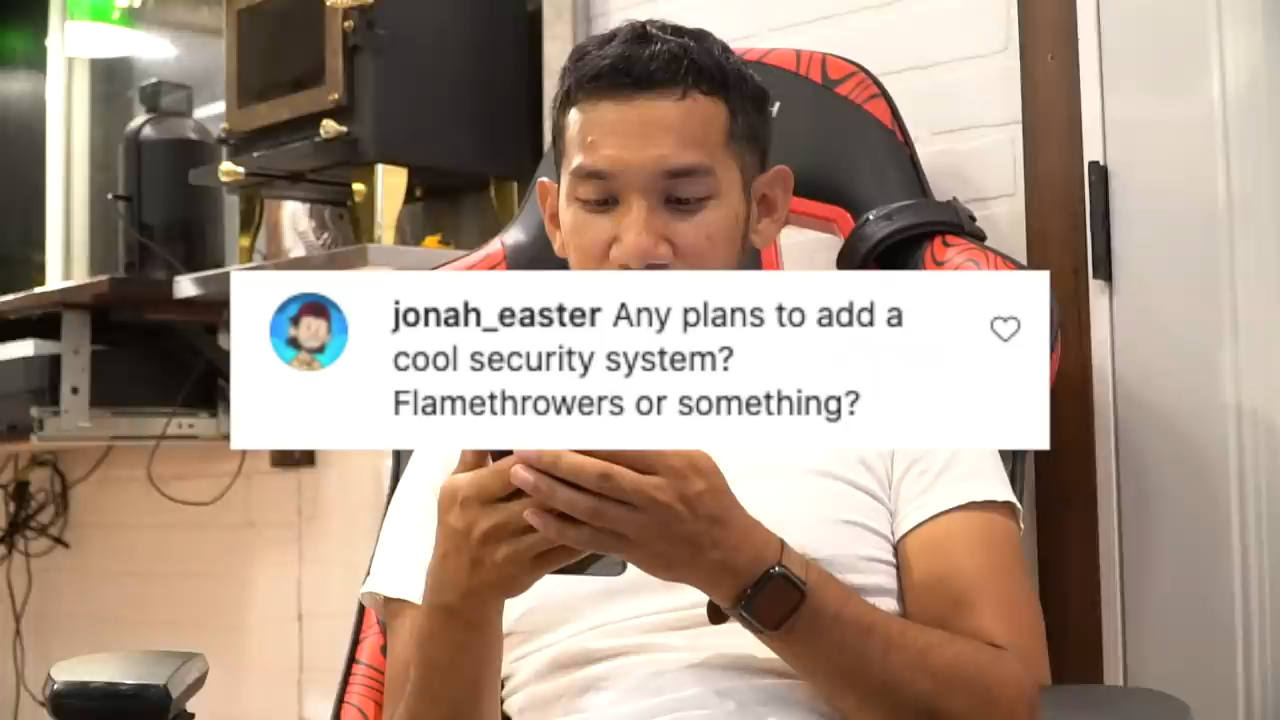 jonah_easter Any plans to add a
cool security system?
Flamethrowers or something?